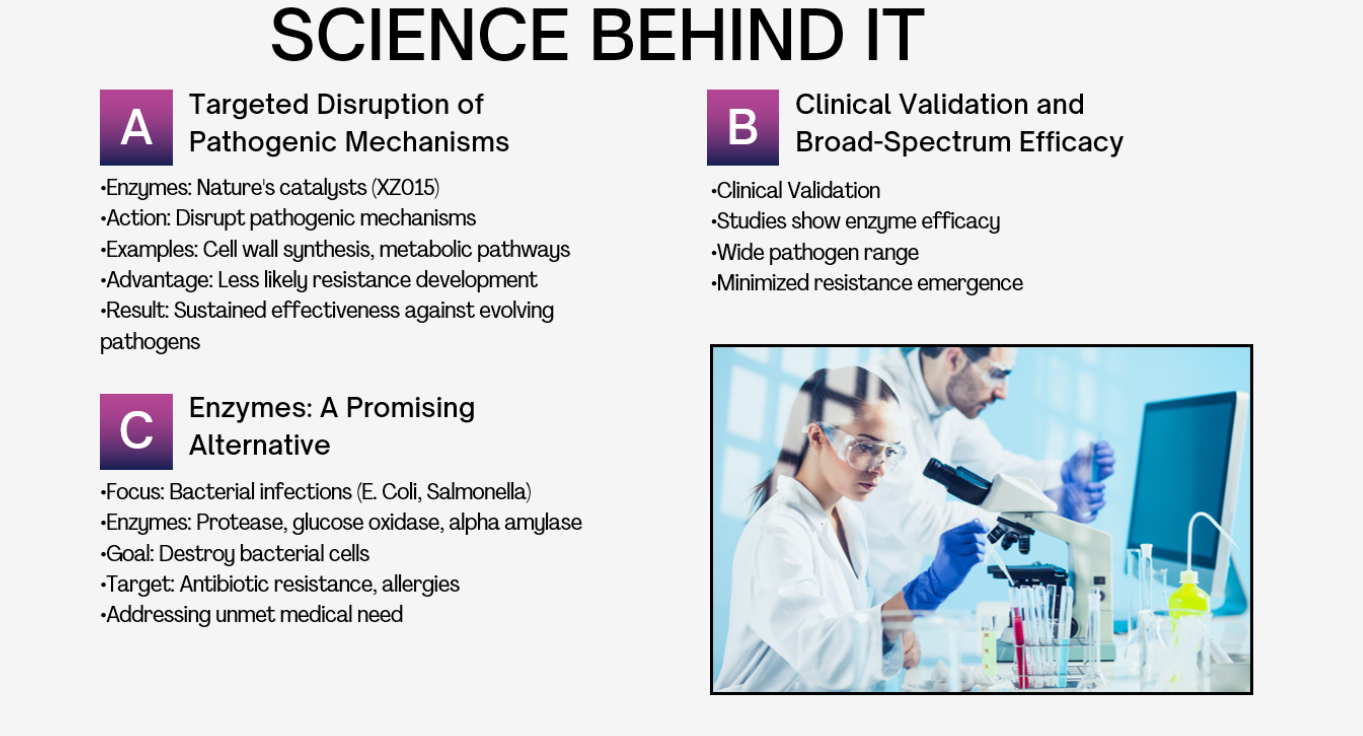 SCIENCE BEHIND IT
A
Targeted Disruption of
Pathogenic Mechanisms
•Enzymes: Nature's catalysts (XZ015)
•Action: Disrupt pathogenic mechanisms
•Examples: Cell wall synthesis, metabolic pathways
•Advantage: Less likely resistance development
•Result: Sustained effectiveness against evolving
pathogens
B
Clinical Validation and
Broad-Spectrum Efficacy
•Clinical Validation
•Studies show enzyme efficacy
•Wide pathogen range
•Minimized resistance emergence
C
Enzymes: A Promising
Alternative
•Focus: Bacterial infections (E. Coli, Salmonella)
•Enzymes: Protease, glucose oxidase, alpha amylase
•Goal: Destroy bacterial cells
•Target: Antibiotic resistance, allergies
•Addressing unmet medical need